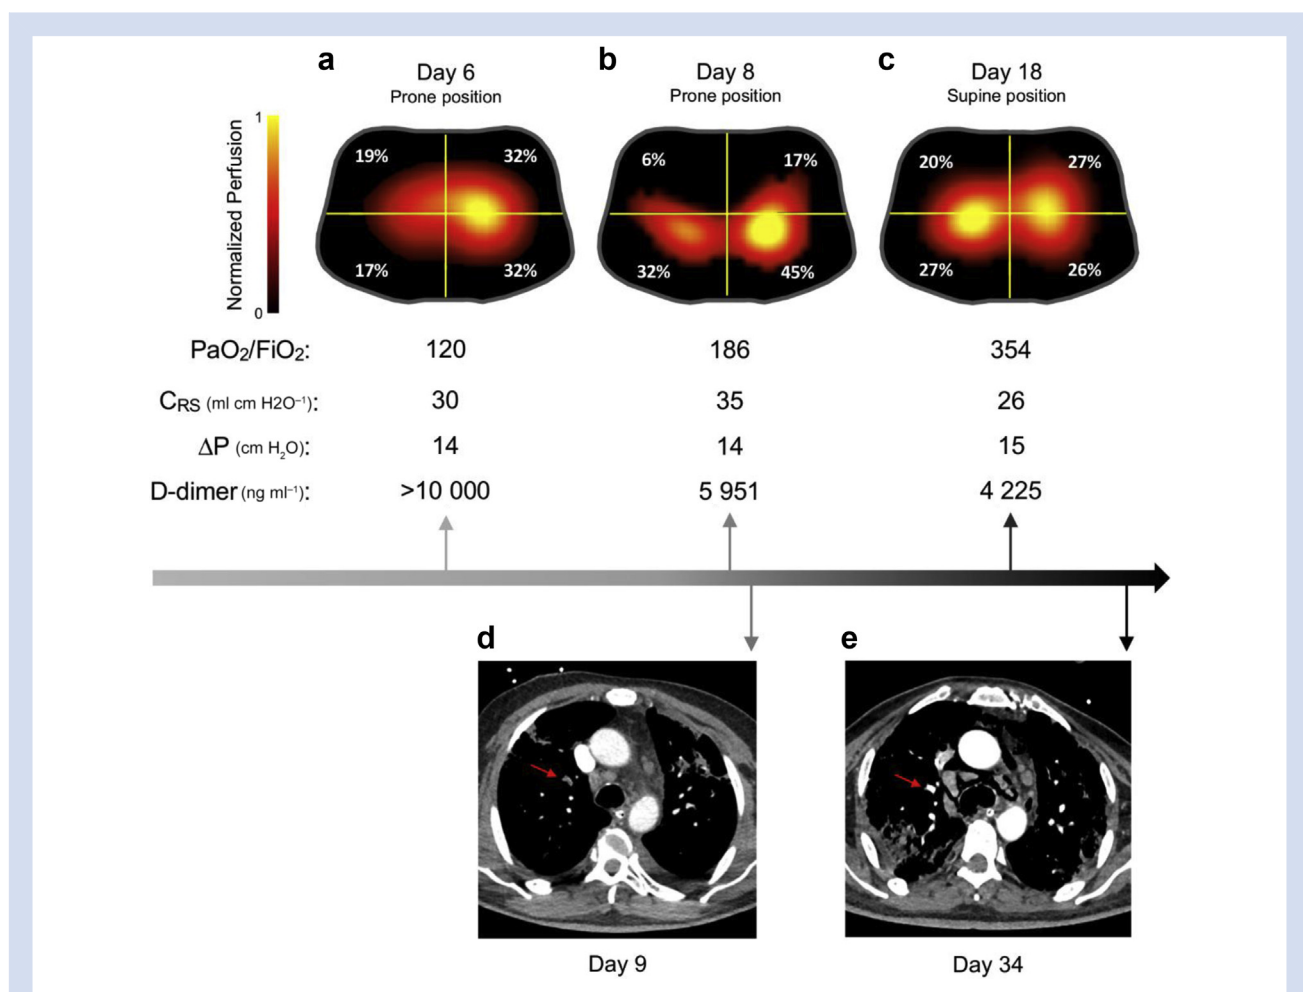 a
Day 6
Prone position
b
Day 8
Prone position
c
Day 18
Supine position
Normalized Perfusion
1
0
19% 32%
17% 32%
6% 17%
32% 45%
20% 27%
27% 26%
PaO₂/FiO₂: 120 186 354
CRS (ml cm H2O⁻¹): 30 35 26
ΔP (cm H₂O): 14 14 15
D-dimer (ng ml⁻¹): >10 000 5 951 4 225
d
e
Day 9
Day 34